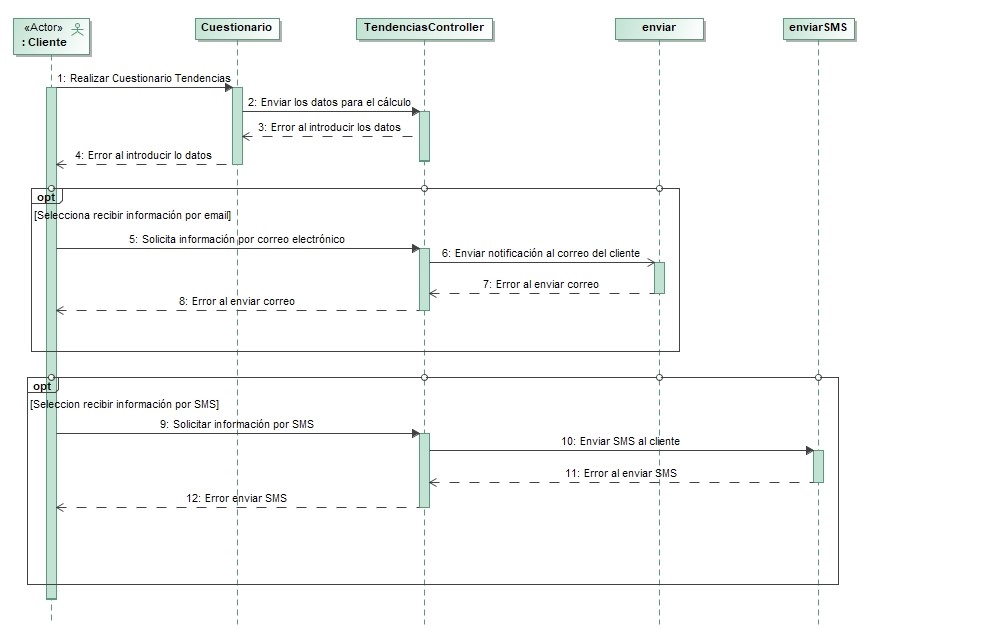 «Actor»
: Cliente
Cuestionario
TendenciasController
enviar
enviarSMS
1: Realizar Cuestionario Tendencias
2: Enviar los datos para el cálculo
3: Error al introducir los datos
4: Error al introducir lo datos
opt
[Selecciona recibir información por email]
5: Solicita información por correo electrónico
6: Enviar notificación al correo del cliente
7: Error al enviar correo
8: Error al enviar correo
opt
[Seleccion recibir información por SMS]
9: Solicitar información por SMS
10: Enviar SMS al cliente
11: Error al enviar SMS
12: Error enviar SMS